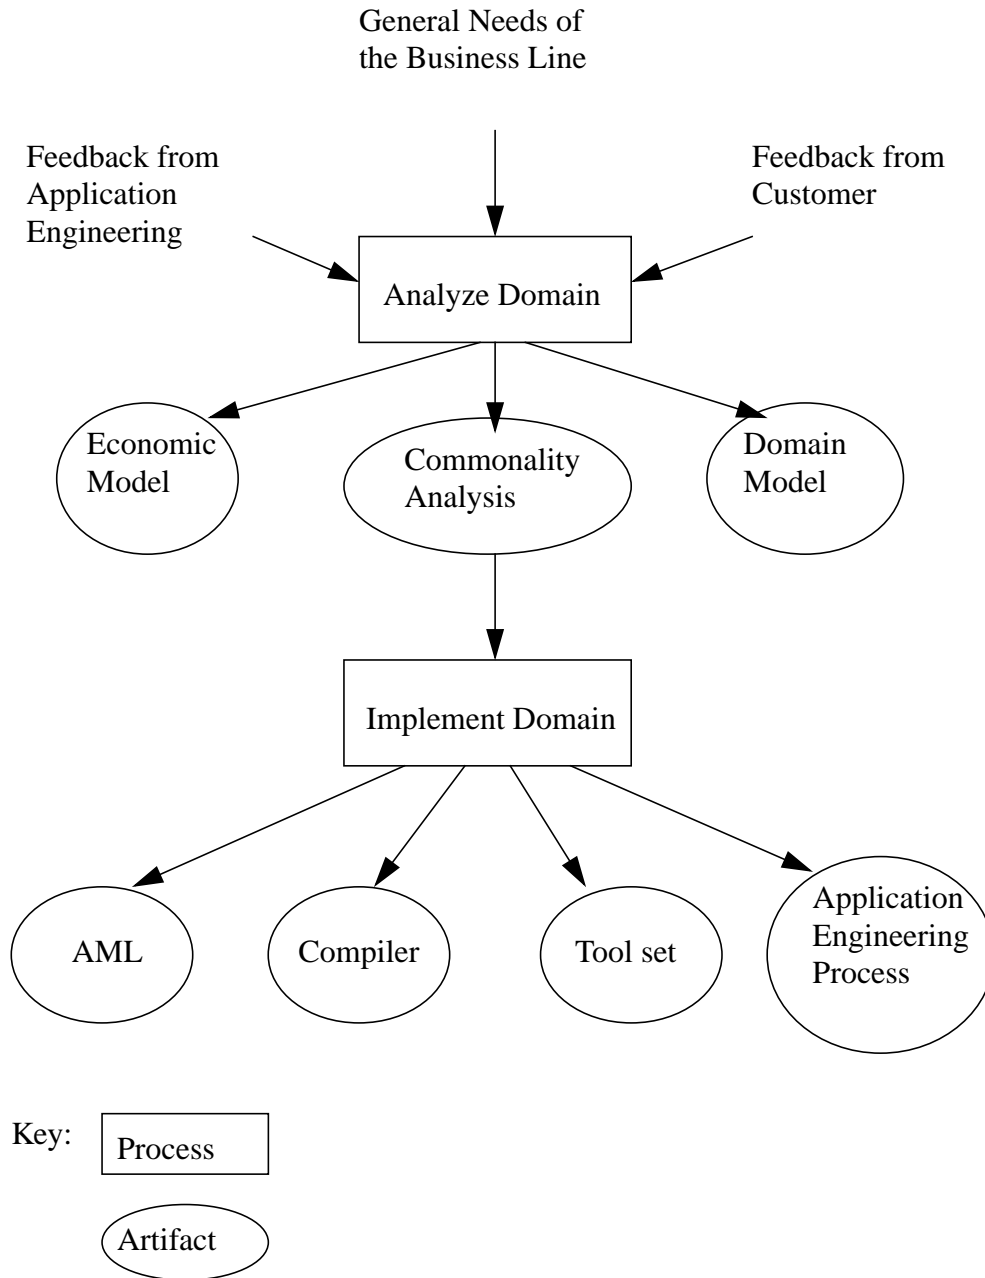 General Needs of
the Business Line
Feedback from
Application
Engineering
Feedback from
Customer
Analyze Domain
Economic
Model
Commonality
Analysis
Domain
Model
Implement Domain
AML
Compiler
Tool set
Application
Engineering
Process
Key:
Process
Artifact